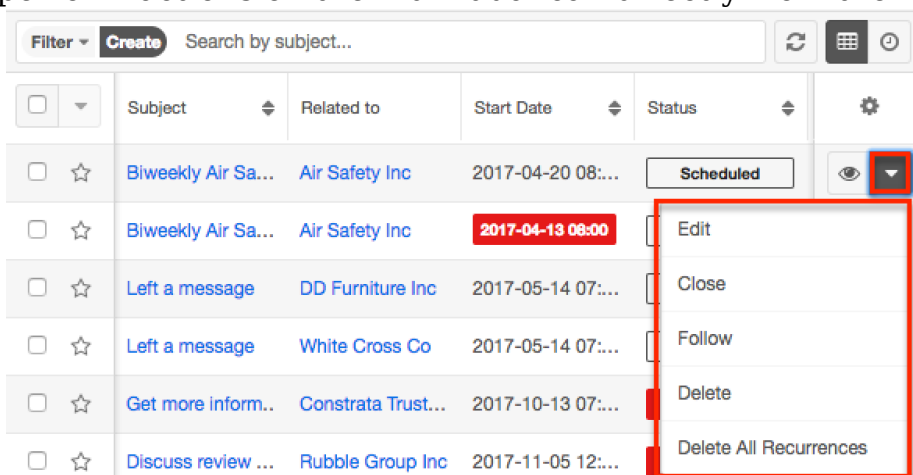 Filter Create Search by subject...
Subject Related to Start Date Status
Biweekly Air Sa... Air Safety Inc 2017-04-20 08:... Scheduled
Biweekly Air Sa... Air Safety Inc 2017-04-13 08:00 Edit
Left a message DD Furniture Inc 2017-05-14 07:... Close
Left a message White Cross Co 2017-05-14 07:... Follow
Get more inform... Constrata Trust... 2017-10-13 07:... Delete
Discuss review ... Rubble Group Inc 2017-11-05 12:... Delete All Recurrences